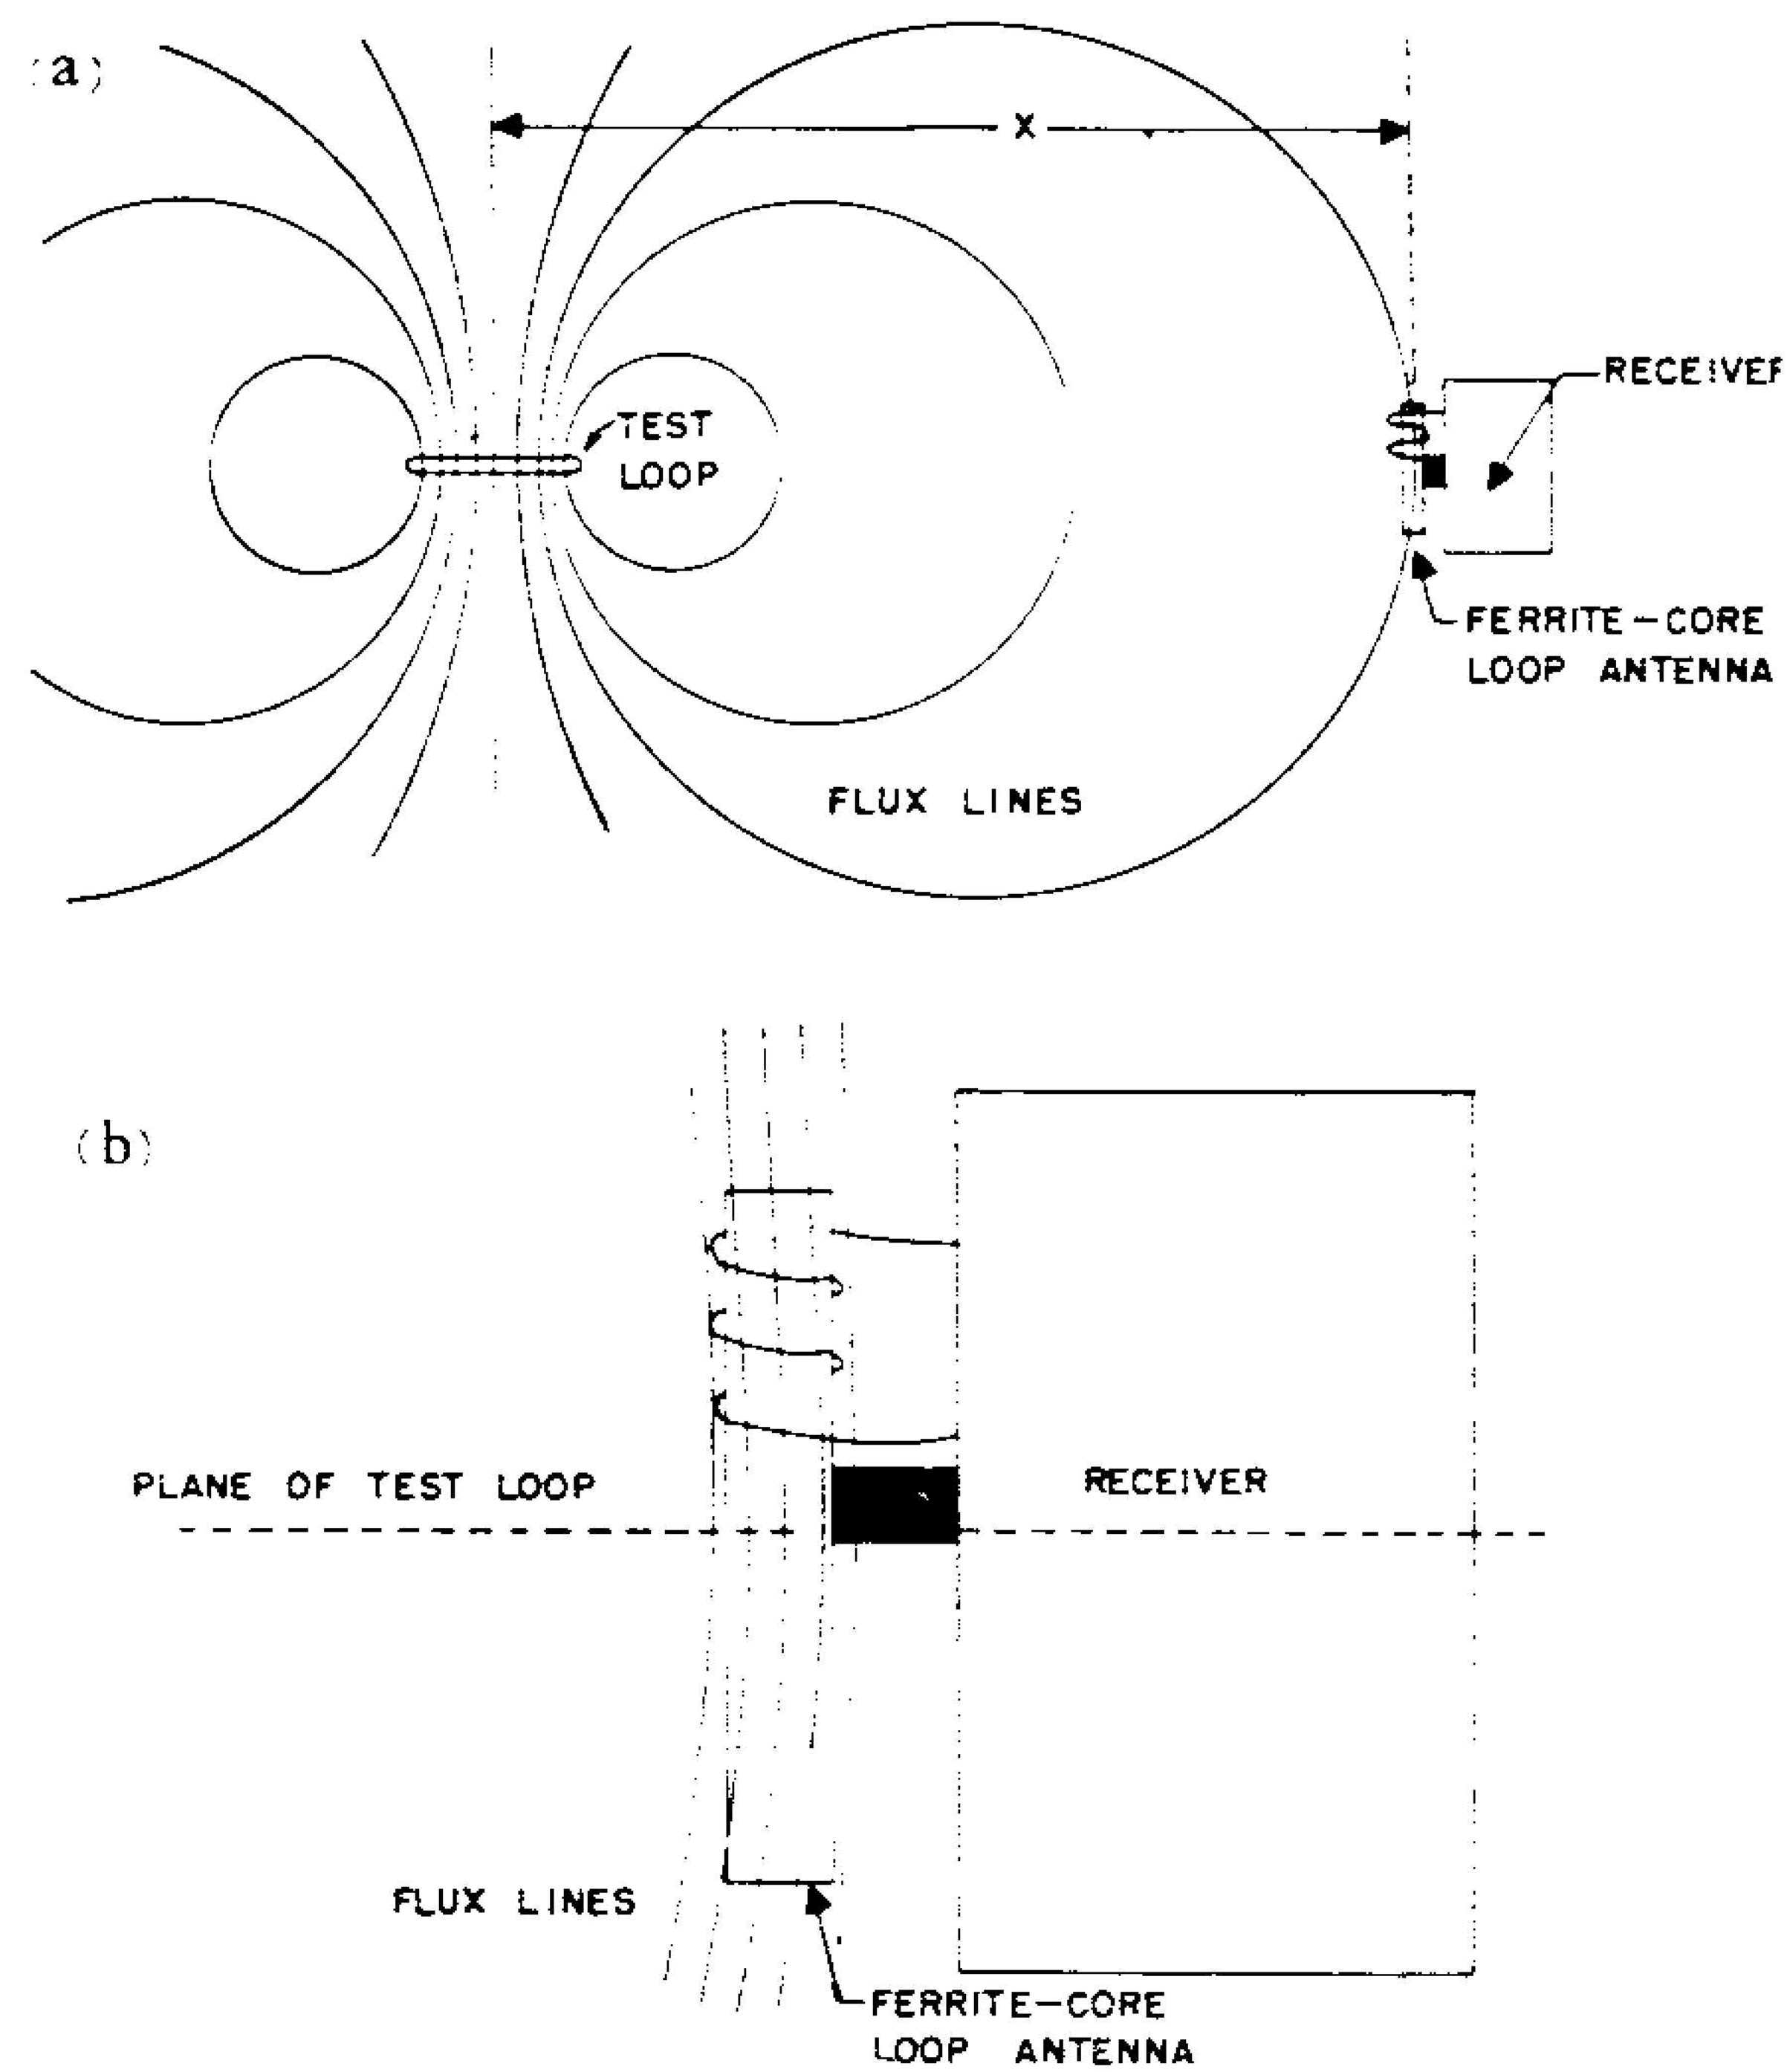 (a)
X
RECEIVER
TEST
LOOP
FERRITE-CORE
LOOP ANTENNA
FLUX LINES
(b)
PLANE OF TEST LOOP
RECEIVER
FLUX LINES
FERRITE-CORE
LOOP ANTENNA